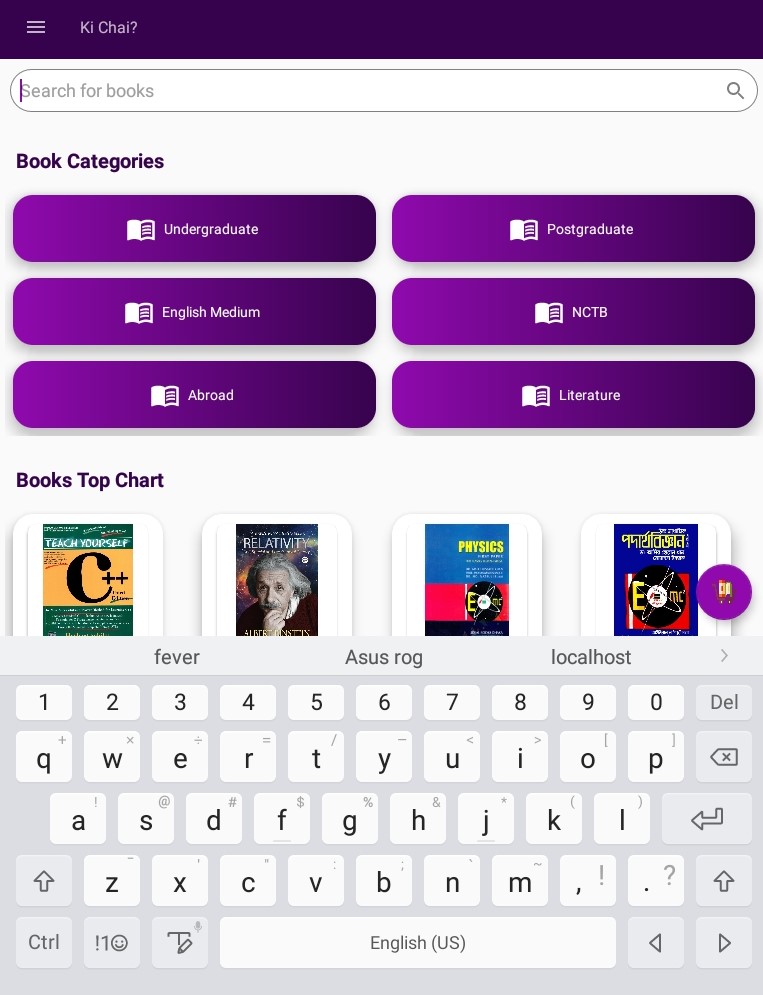 Ki Chai?
Search for books
Book Categories
Undergraduate
Postgraduate
English Medium
NCTB
Abroad
Literature
Books Top Chart
TEACH YOURSELF
C++
RELATIVITY
ALBERT EINSTEIN
PHYSICS
পদার্থবিজ্ঞান
fever Asus rog localhost
1 2 3 4 5 6 7 8 9 0 Del
+ × ÷ = / – < > [ ]
q w e r t y u i o p
! @ # $ % & * ( )
a s d f g h j k l
- ' " : ; ` ~ ! ?
z x c v b n m , .
Ctrl !1☺ English (US)